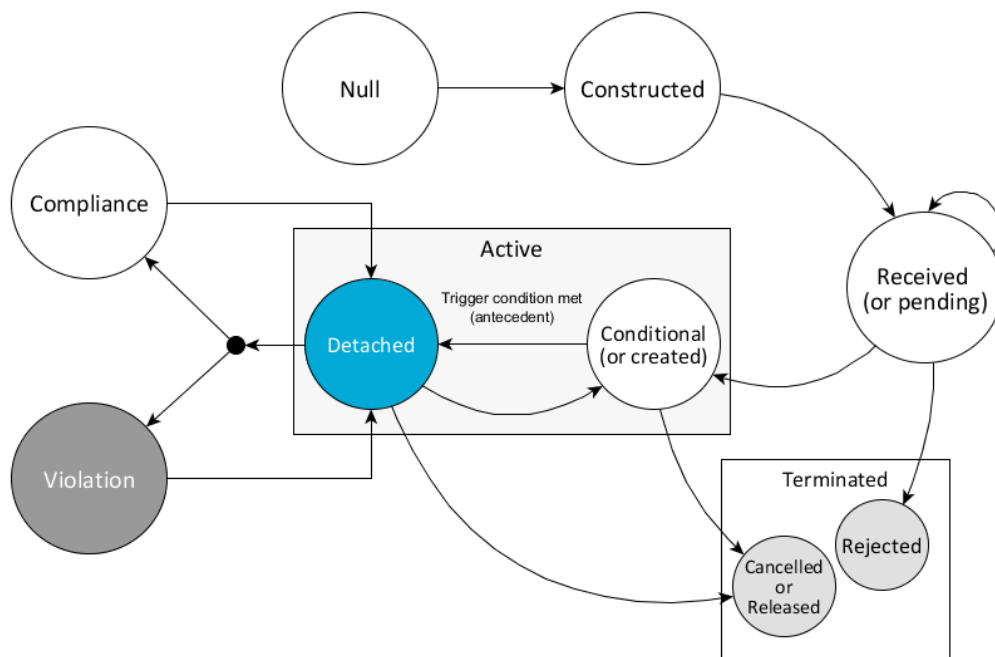 Null
Constructed
Compliance
Active
Received
(or pending)
Trigger condition met
(antecedent)
Detached
Conditional
(or created)
Violation
Terminated
Rejected
Cancelled
or
Released